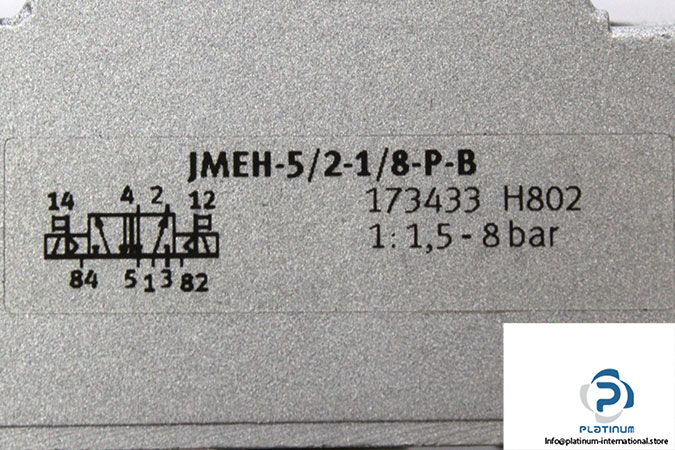 JMEH-5/2-1/8-P-B
173433 H802
1: 1,5 - 8 bar
14 4 2 12
84 5 1 3 82
PLATINUM
Info@platinum-international.store